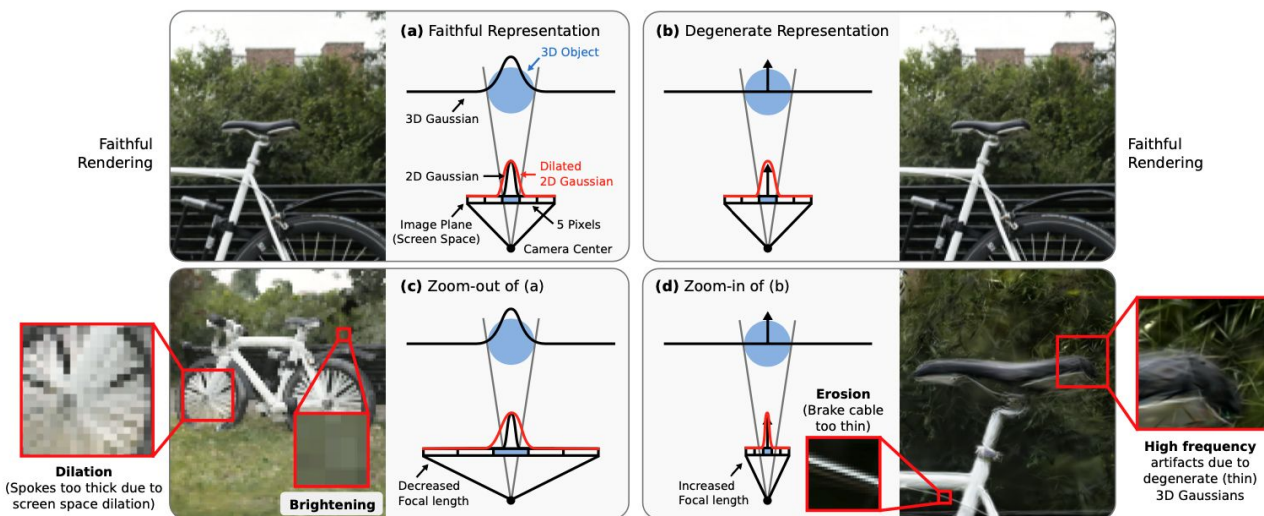 (a) Faithful Representation
3D Object
3D Gaussian
2D Gaussian
Dilated
2D Gaussian
Image Plane
(Screen Space)
5 Pixels
Camera Center
Faithful
Rendering
(b) Degenerate Representation
Faithful
Rendering
(c) Zoom-out of (a)
Decreased
Focal length
Dilation
(Spokes too thick due to
screen space dilation)
Brightening
(d) Zoom-in of (b)
Erosion
(Brake cable
too thin)
Increased
Focal length
High frequency
artifacts due to
degenerate (thin)
3D Gaussians